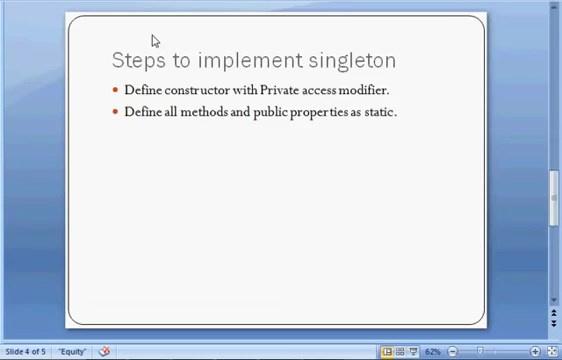 Steps to implement singleton
Define constructor with Private access modifier.
Define all methods and public properties as static.
Slide 4 of 5 "Equity" 62%